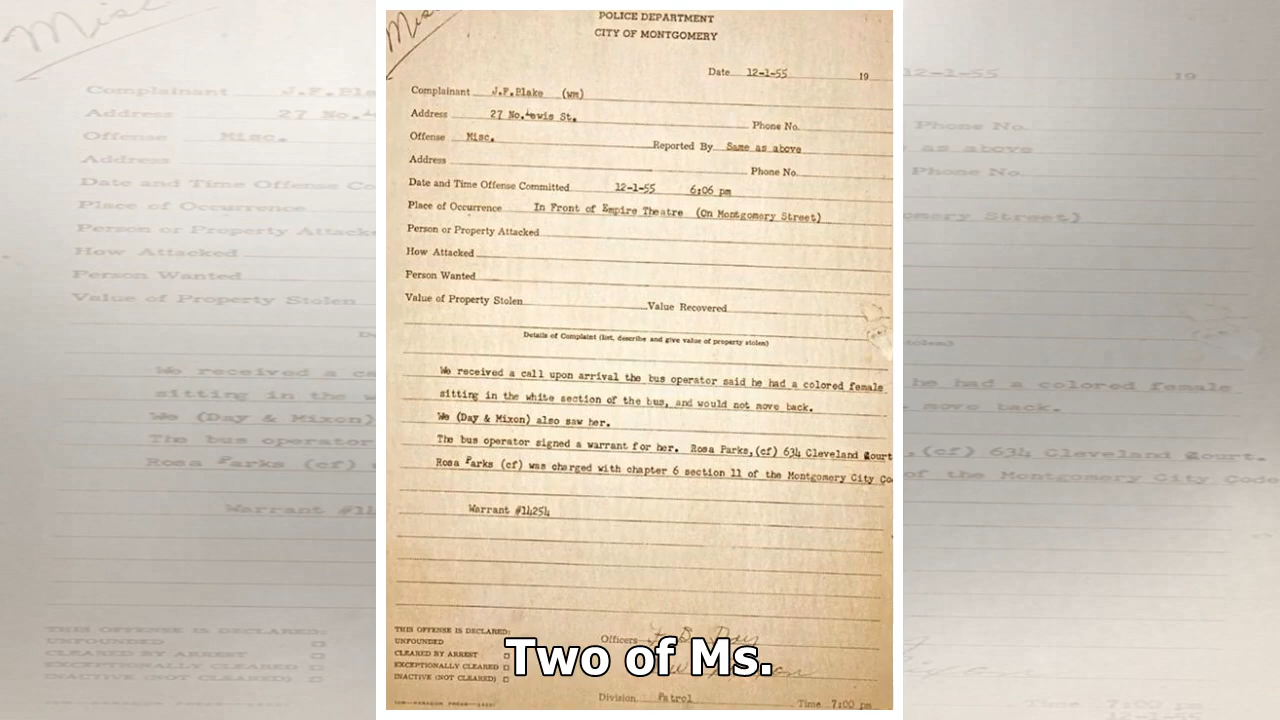 Misc
POLICE DEPARTMENT
CITY OF MONTGOMERY
Date 12-1-55 19
Complainant J.F.Blake (wm)
Address 27 No.Lewis St. Phone No.
Offense Misc. Reported By Same as above
Address Phone No.
Date and Time Offense Committed 12-1-55 6:06 pm
Place of Occurrence In Front of Empire Theatre (On Montgomery Street)
Person or Property Attacked
How Attacked
Person Wanted
Value of Property Stolen Value Recovered
Details of Complaint (list, describe and give value of property stolen)
We received a call upon arrival the bus operator said he had a colored female
sitting in the white section of the bus, and would not move back.
We (Day & Mixon) also saw her.
The bus operator signed a warrant for her. Rosa Parks,(cf) 634 Cleveland Court
Rosa Parks (cf) was charged with chapter 6 section 11 of the Montgomery City Co
Warrant #14254
THIS OFFENSE IS DECLARED:
UNFOUNDED
CLEARED BY ARREST
EXCEPTIONALLY CLEARED
INACTIVE (NOT CLEARED)
Officers
Division Patrol Time 7:00 pm
Two of Ms.